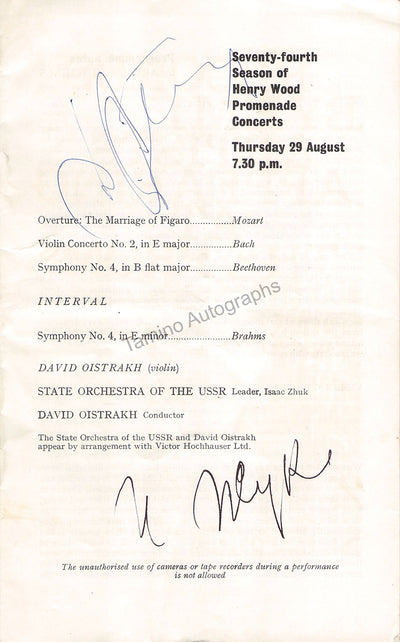 Seventy-fourth
Season of
Henry Wood
Promenade
Concerts
Thursday 29 August
7.30 p.m.
Overture: The Marriage of Figaro................Mozart
Violin Concerto No. 2, in E major................Bach
Symphony No. 4, in B flat major................Beethoven
INTERVAL
Symphony No. 4, in E minor................Brahms
Tamino Autographs
DAVID OISTRAKH (violin)
STATE ORCHESTRA OF THE USSR Leader, Isaac Zhuk
DAVID OISTRAKH Conductor
The State Orchestra of the USSR and David Oistrakh
appear by arrangement with Victor Hochhauser Ltd.
The unauthorised use of cameras or tape recorders during a performance
is not allowed